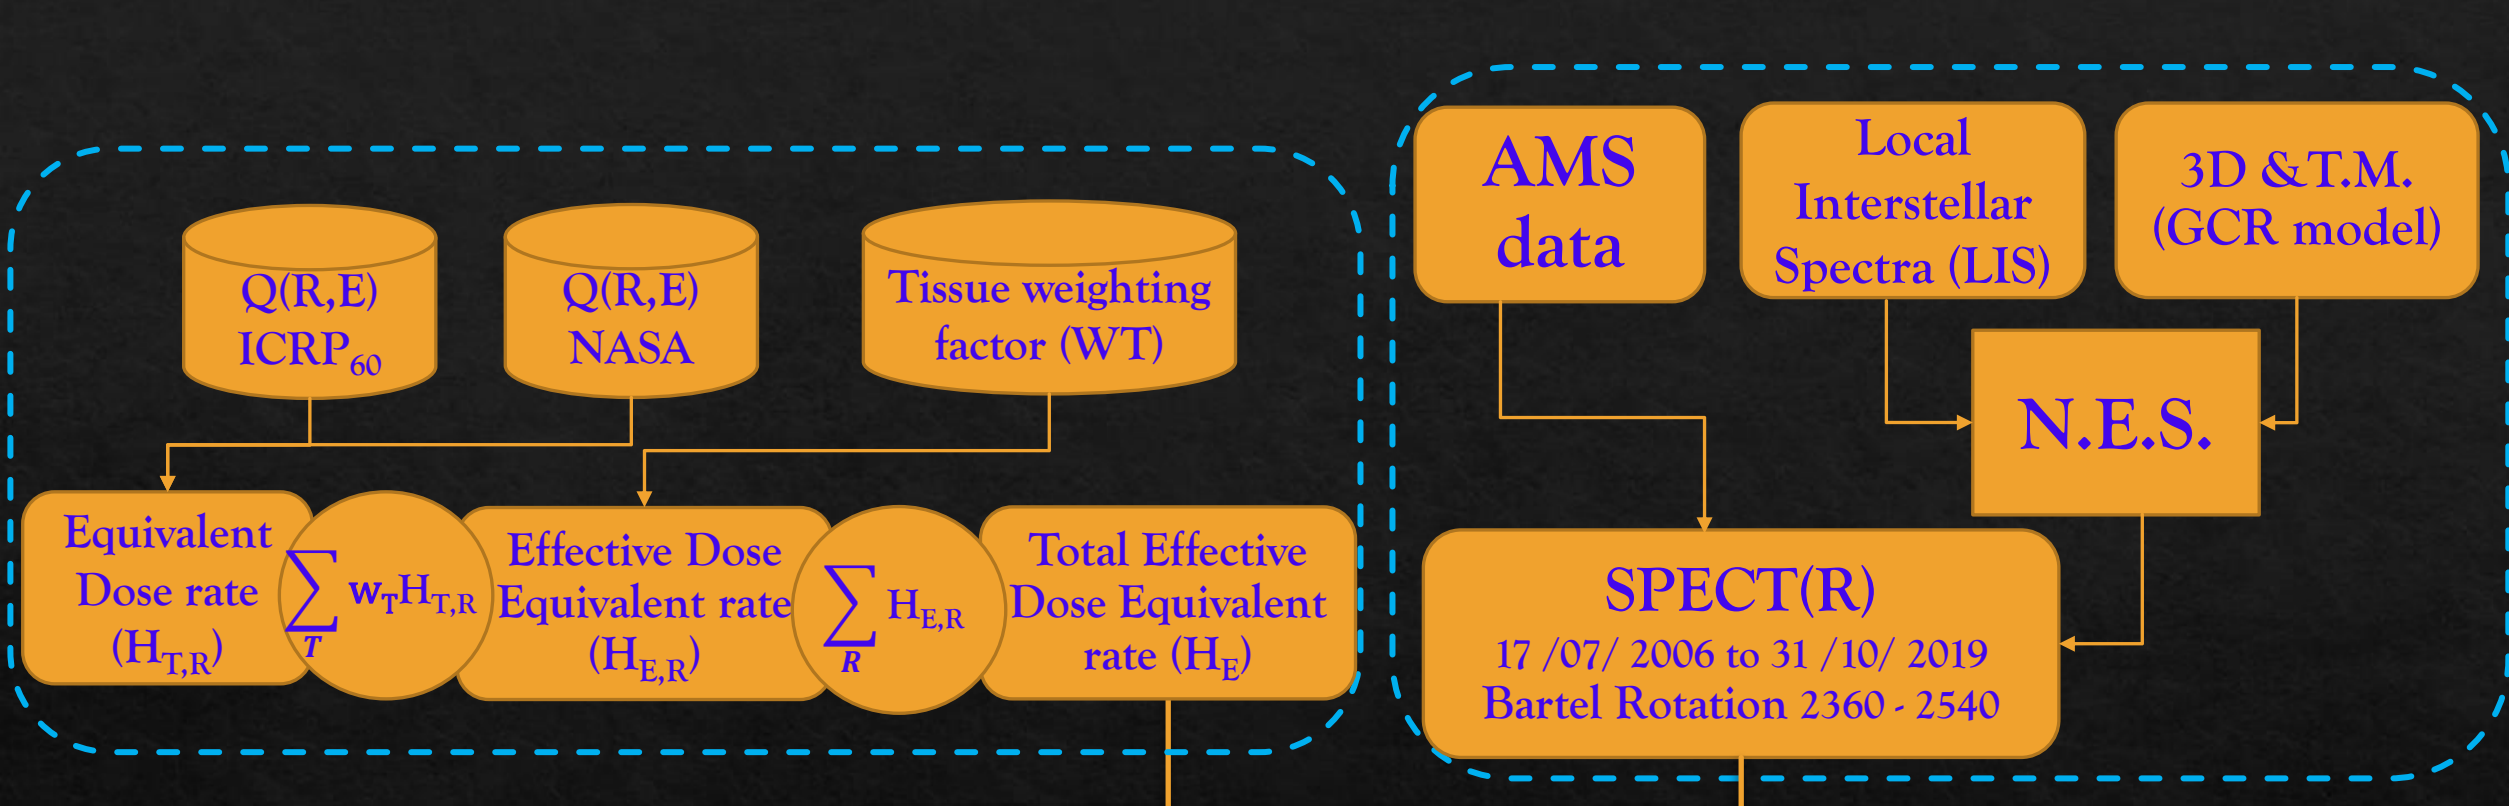 Q(R,E)
ICRP60
Q(R,E)
NASA
Tissue weighting
factor (WT)
Equivalent
Dose rate
(HT,R)
∑ wTHT,R
T
Effective Dose
Equivalent rate
(HE,R)
∑ HE,R
R
Total Effective
Dose Equivalent
rate (HE)
AMS
data
Local
Interstellar
Spectra (LIS)
3D &T.M.
(GCR model)
N.E.S.
SPECT(R)
17 /07/ 2006 to 31 /10/ 2019
Bartel Rotation 2360 - 2540